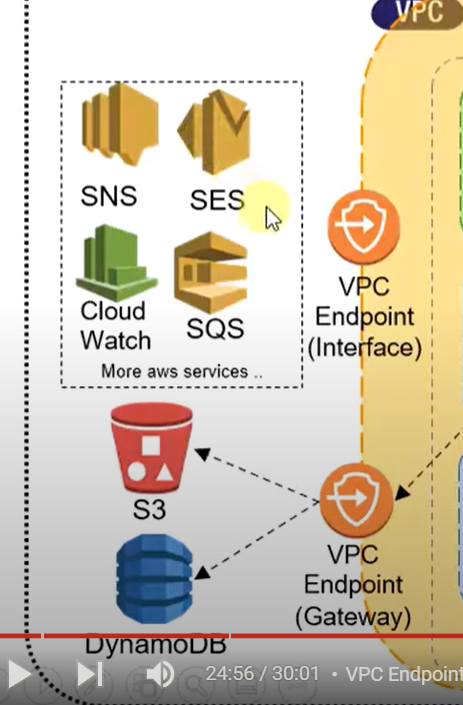 VPC
SNS
SES
Cloud
Watch
SQS
More aws services ..
VPC
Endpoint
(Interface)
S3
VPC
Endpoint
(Gateway)
DynamoDB
24:56 / 30:01 • VPC Endpoint